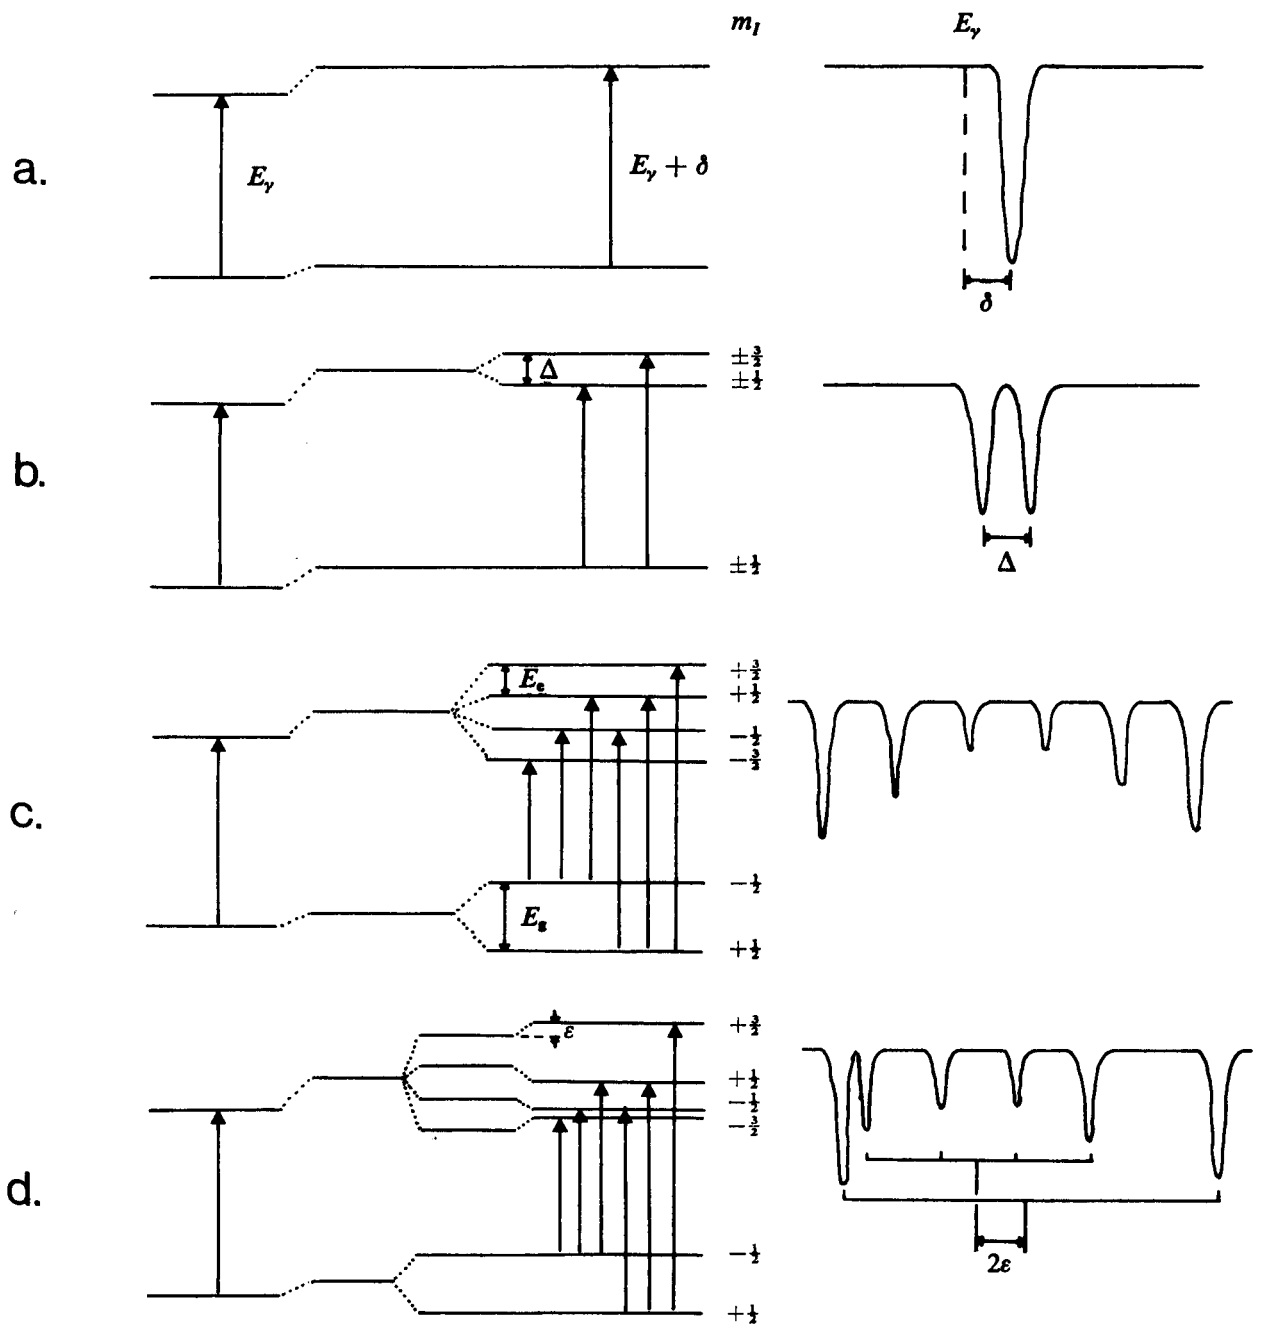 m_I E_γ
a.
E_γ
E_γ + δ
δ
b.
Δ
±3/2
±1/2
±1/2
Δ
c.
E_e
+3/2
+1/2
−1/2
−3/2
E_g
−1/2
+1/2
d.
ε
+3/2
+1/2
−1/2
−3/2
−1/2
+1/2
2ε